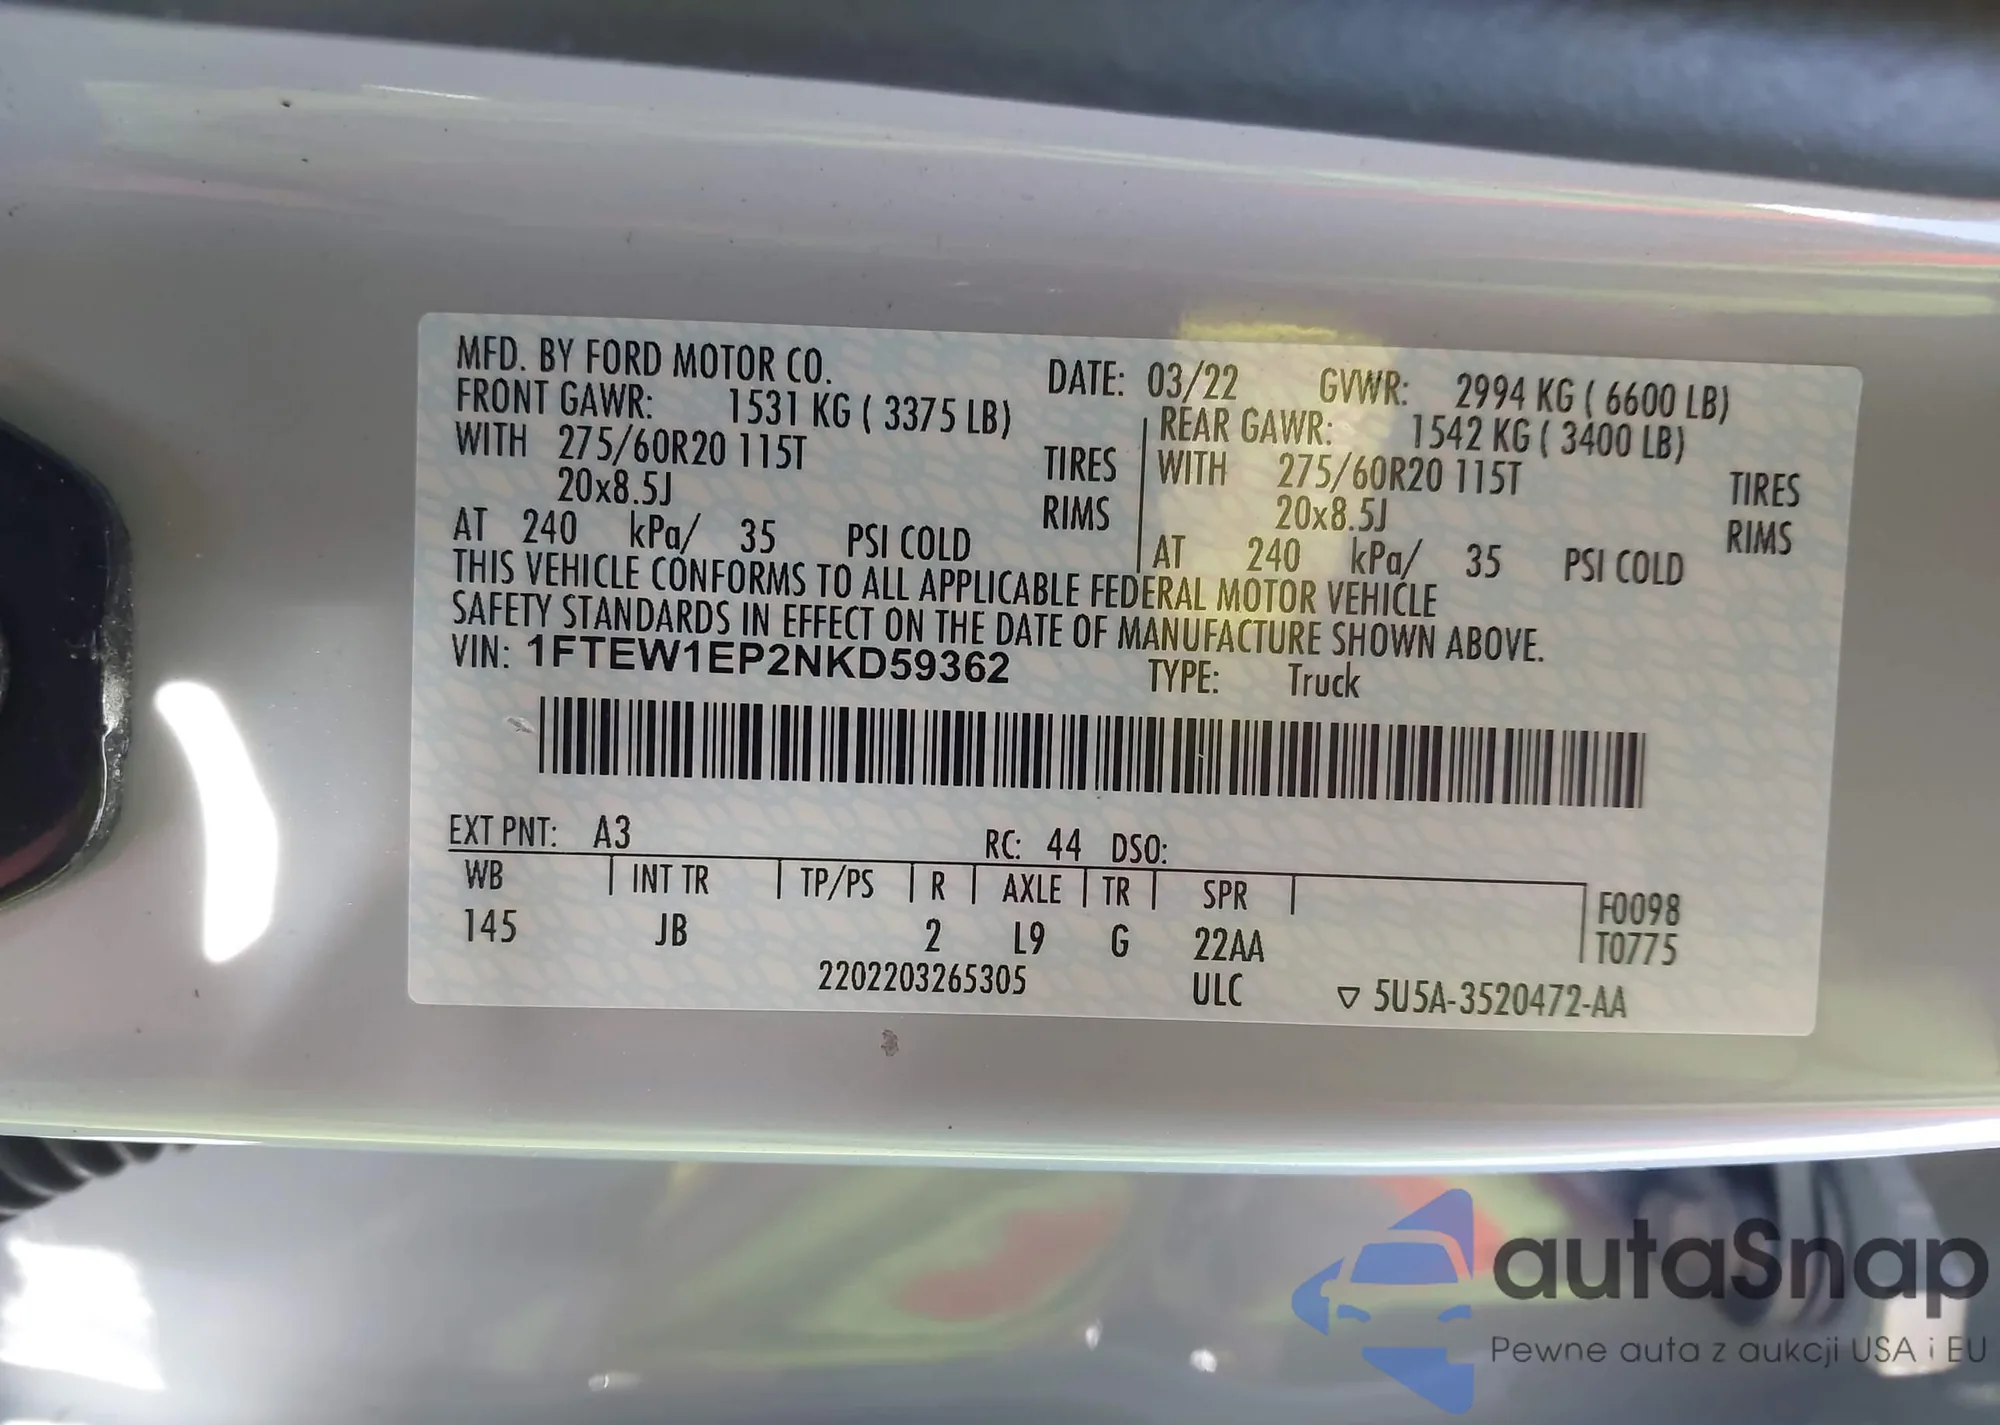 MFD. BY FORD MOTOR CO.
DATE: 03/22 GVWR: 2994 KG ( 6600 LB)
FRONT GAWR: 1531 KG ( 3375 LB) REAR GAWR: 1542 KG ( 3400 LB)
WITH 275/60R20 115T TIRES WITH 275/60R20 115T TIRES
20x8.5J RIMS 20x8.5J RIMS
AT 240 kPa/ 35 PSI COLD AT 240 kPa/ 35 PSI COLD
THIS VEHICLE CONFORMS TO ALL APPLICABLE FEDERAL MOTOR VEHICLE
SAFETY STANDARDS IN EFFECT ON THE DATE OF MANUFACTURE SHOWN ABOVE.
VIN: 1FTEW1EP2NKD59362 TYPE: Truck
EXT PNT: A3 RC: 44 DSO:
WB INT TR TP/PS R AXLE TR SPR F0098
145 JB 2 L9 G 22AA T0775
2202203265305 ULC ▽ 5U5A-3520472-AA
autaSnap
Pewne auta z aukcji USA i EU